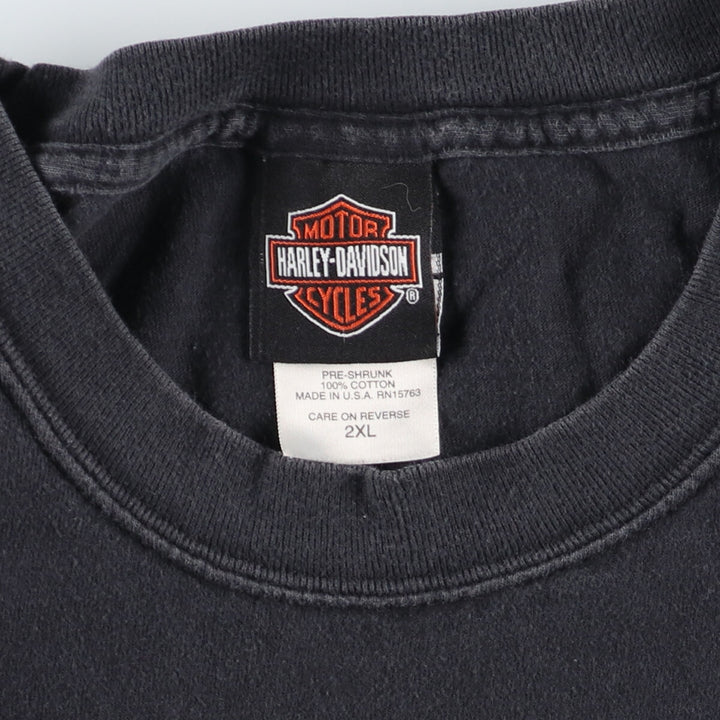 MOTOR
HARLEY-DAVIDSON
CYCLES
®
PRE-SHRUNK
100% COTTON
MADE IN U.S.A. RN15763
CARE ON REVERSE
2XL